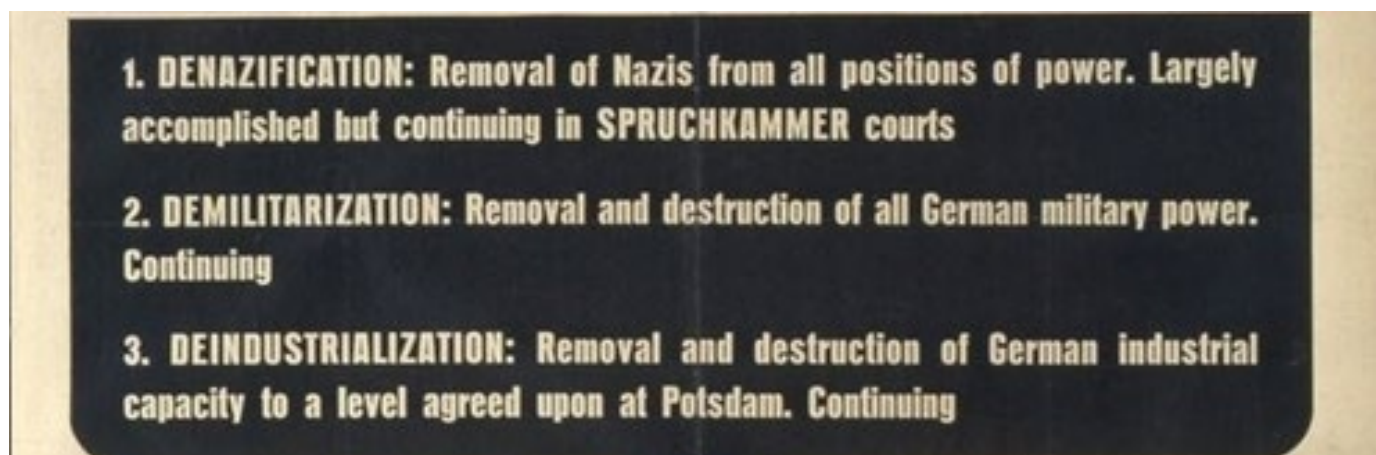 1. DENAZIFICATION: Removal of Nazis from all positions of power. Largely
accomplished but continuing in SPRUCHKAMMER courts
2. DEMILITARIZATION: Removal and destruction of all German military power.
Continuing
3. DEINDUSTRIALIZATION: Removal and destruction of German industrial
capacity to a level agreed upon at Potsdam. Continuing